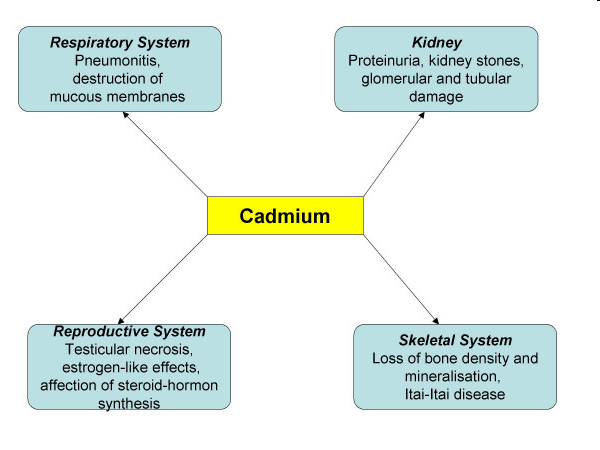 Respiratory System
Pneumonitis,
destruction of
mucous membranes
Kidney
Proteinuria, kidney stones,
glomerular and tubular
damage
Cadmium
Reproductive System
Testicular necrosis,
estrogen-like effects,
affection of steroid-hormon
synthesis
Skeletal System
Loss of bone density and
mineralisation,
Itai-Itai disease